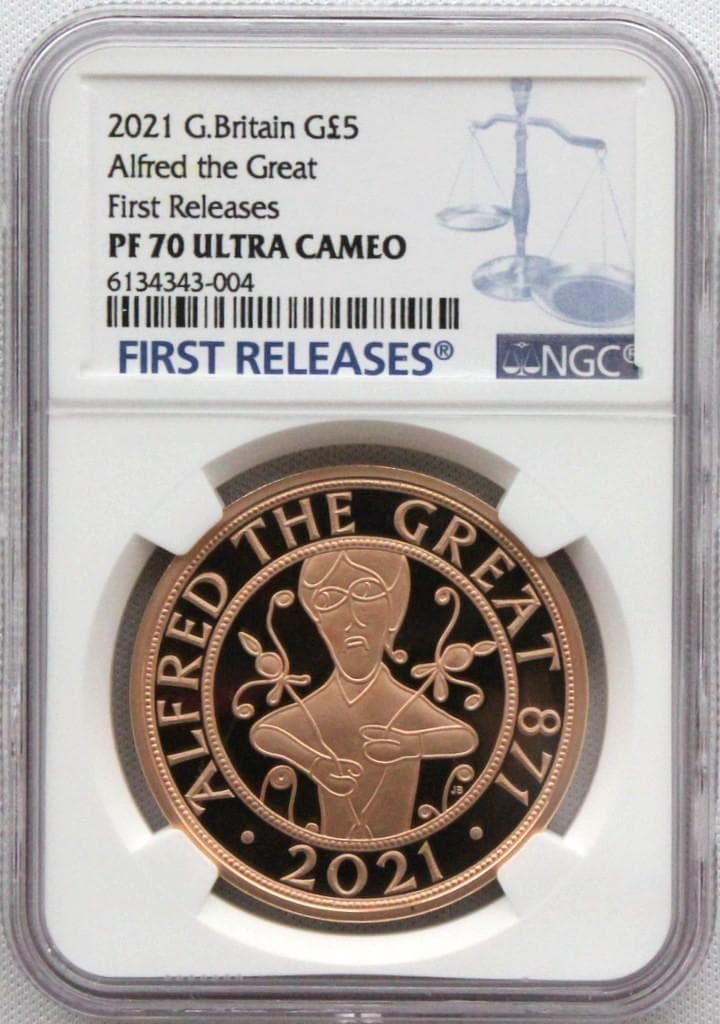 2021 G.Britain G£5
Alfred the Great
First Releases
PF 70 ULTRA CAMEO
6134343-004
FIRST RELEASES®
NGC®
ALFRED THE GREAT 871
· 2021 ·
JB